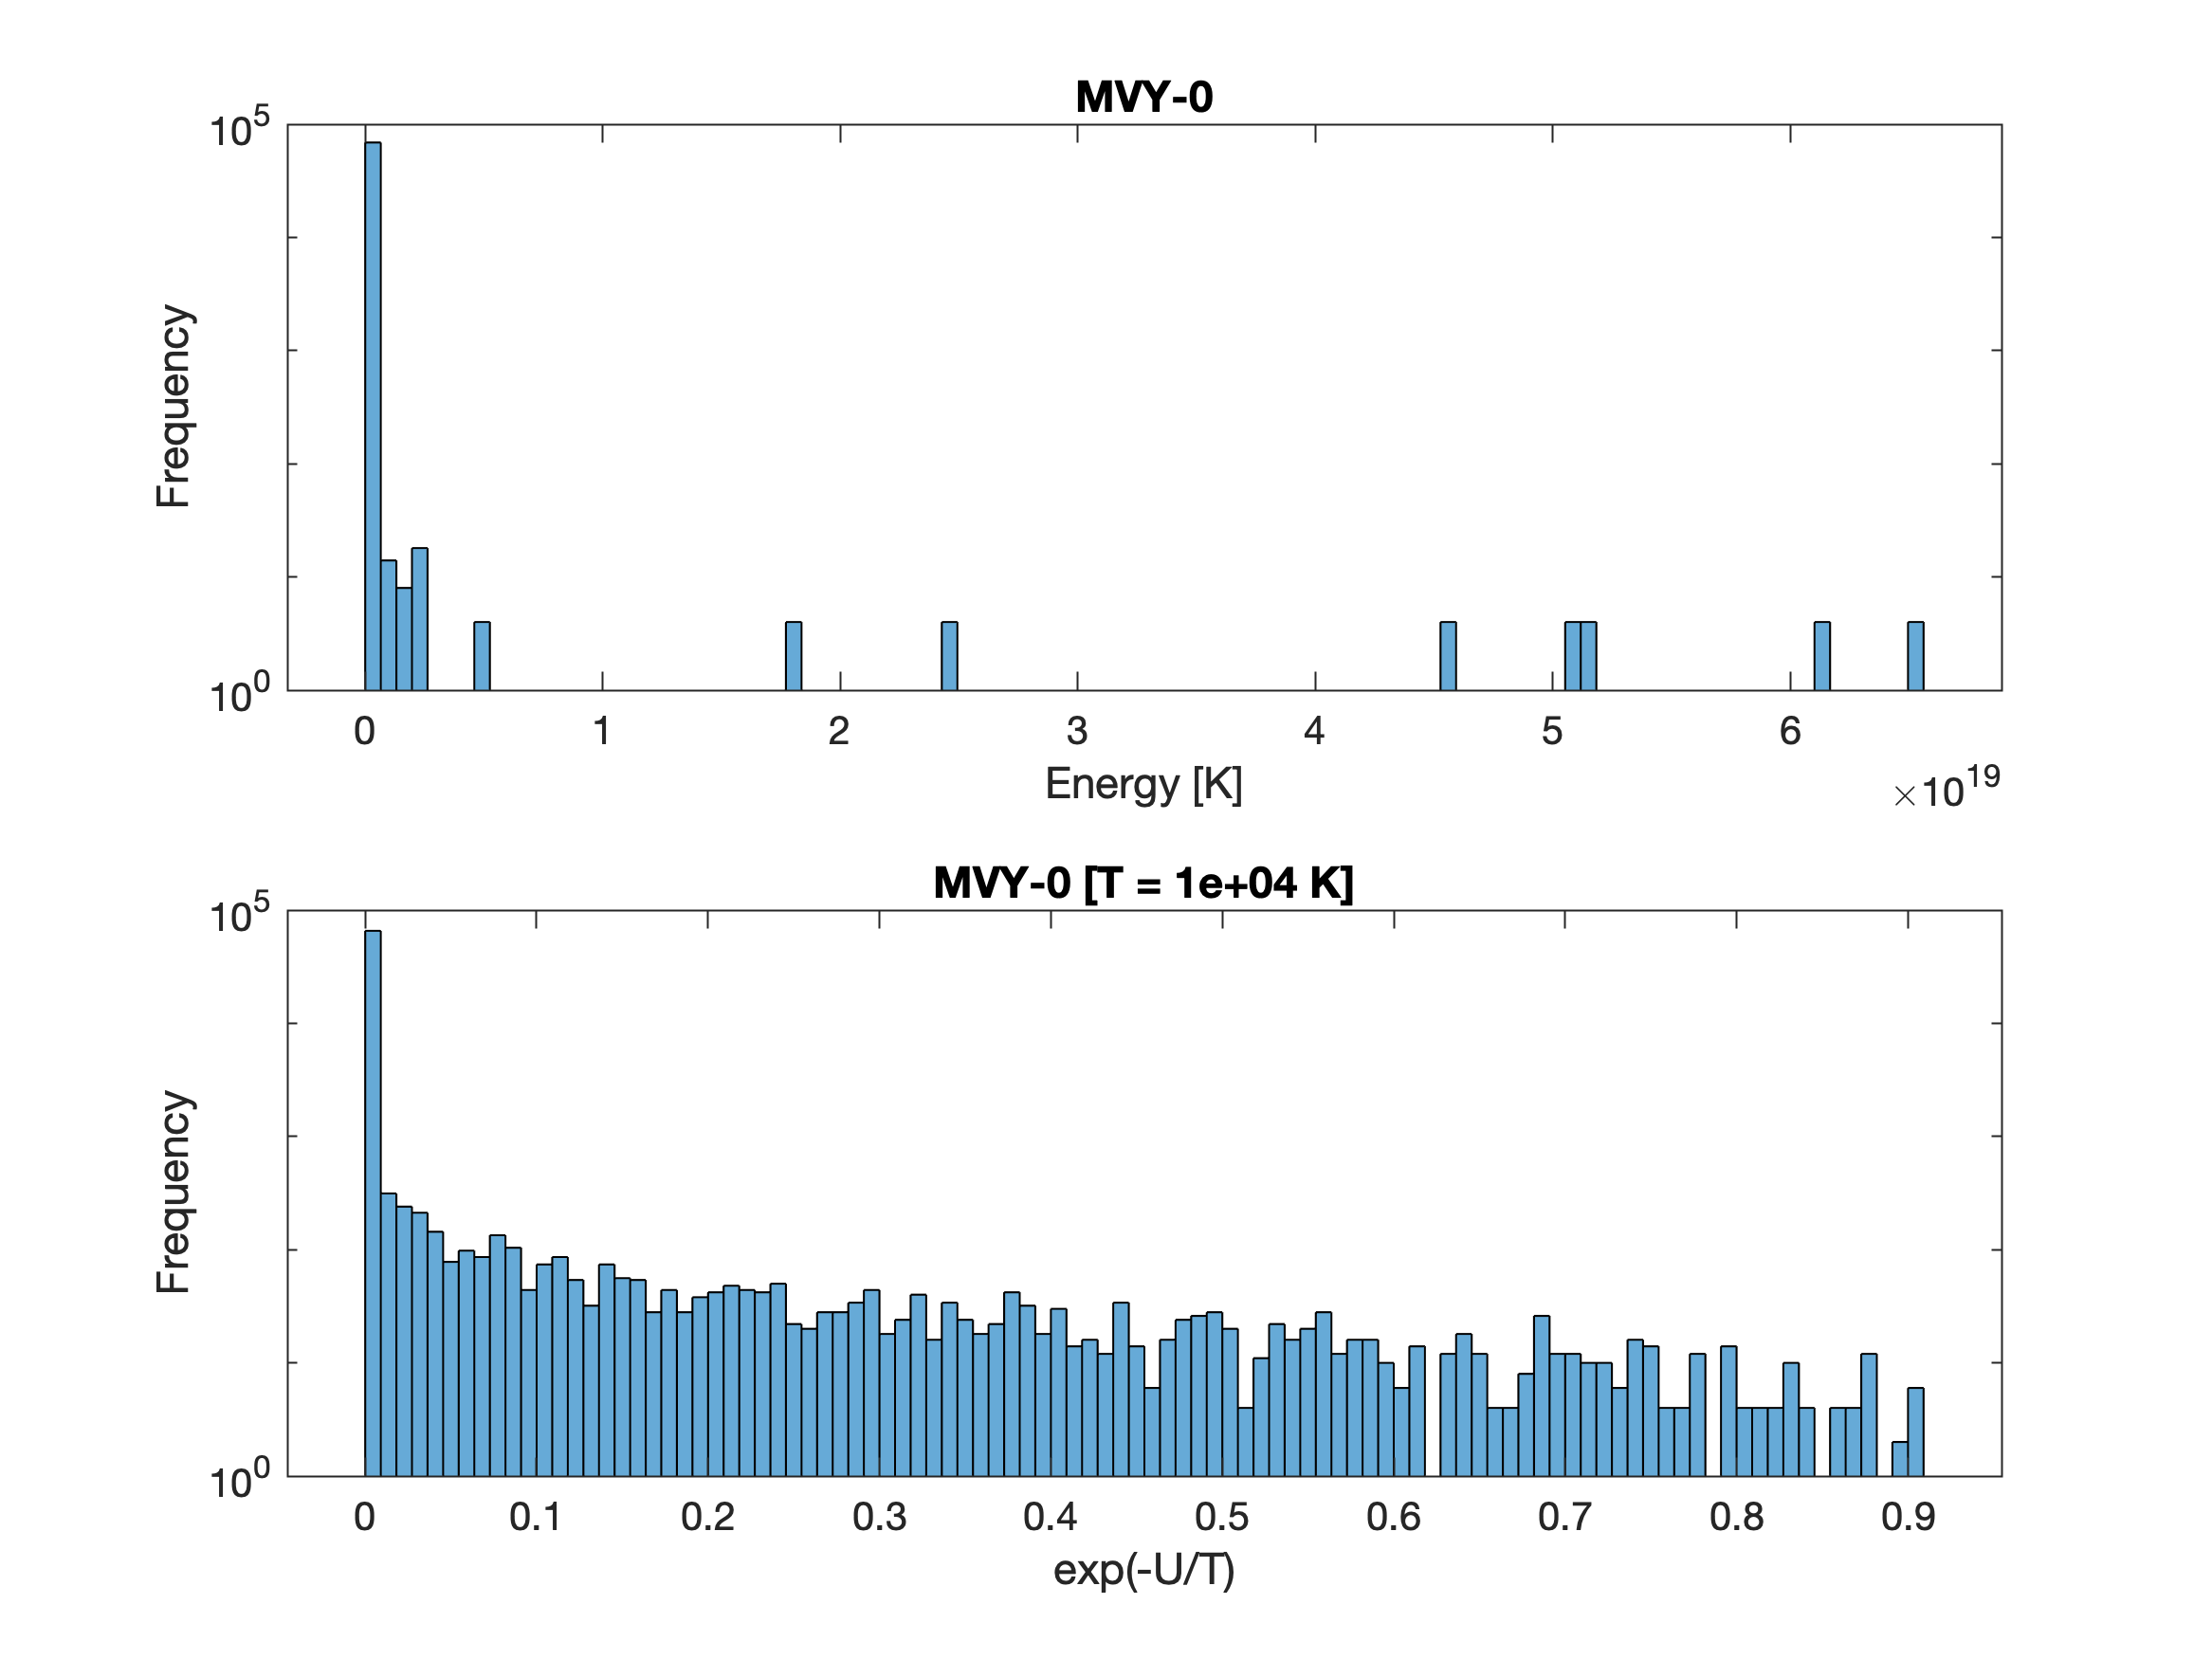 MVY-0
10^5
Frequency
10^0
0 1 2 3 4 5 6
Energy [K]
×10^19
MVY-0 [T = 1e+04 K]
10^5
Frequency
10^0
0 0.1 0.2 0.3 0.4 0.5 0.6 0.7 0.8 0.9
exp(-U/T)